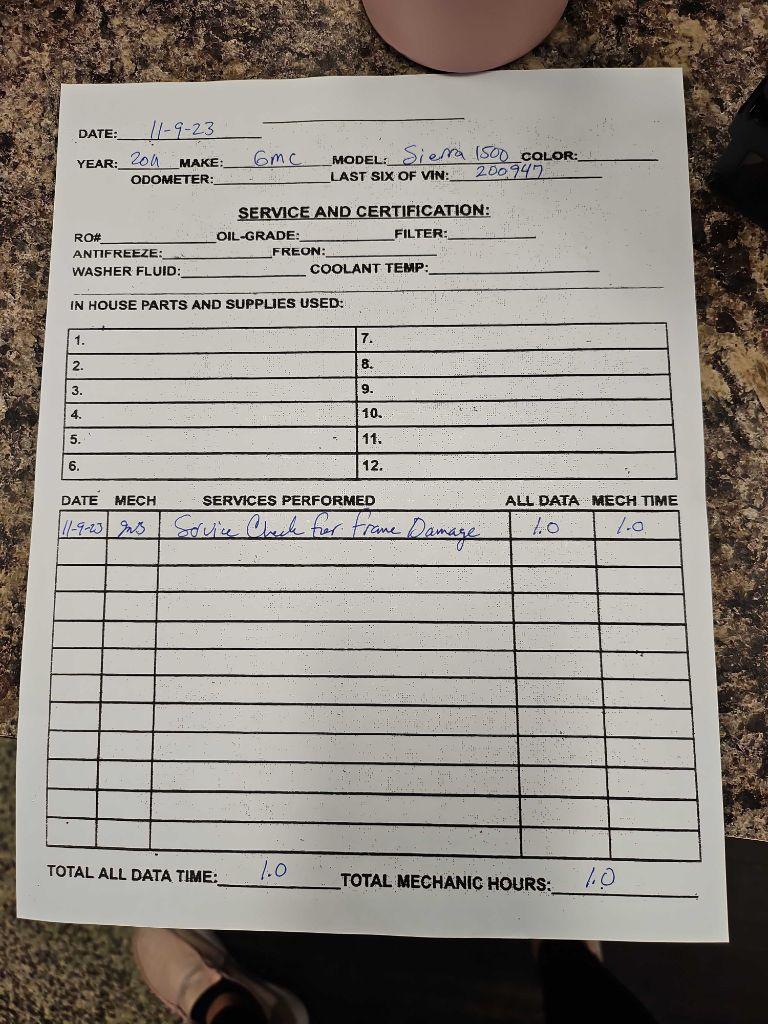 DATE: 11-9-23
YEAR: MAKE: GMC MODEL: Sierra 1500 COLOR:
ODOMETER: LAST SIX OF VIN: 200947
SERVICE AND CERTIFICATION:
RO# OIL-GRADE: FILTER:
ANTIFREEZE: FREON:
WASHER FLUID: COOLANT TEMP:
IN HOUSE PARTS AND SUPPLIES USED:
1. 7.
2. 8.
3. 9.
4. 10.
5. 11.
6. 12.
DATE MECH SERVICES PERFORMED ALL DATA MECH TIME
11-9-23 Service Check for Frame Damage 1.0 1.0
TOTAL ALL DATA TIME: 1.0 TOTAL MECHANIC HOURS: 1.0